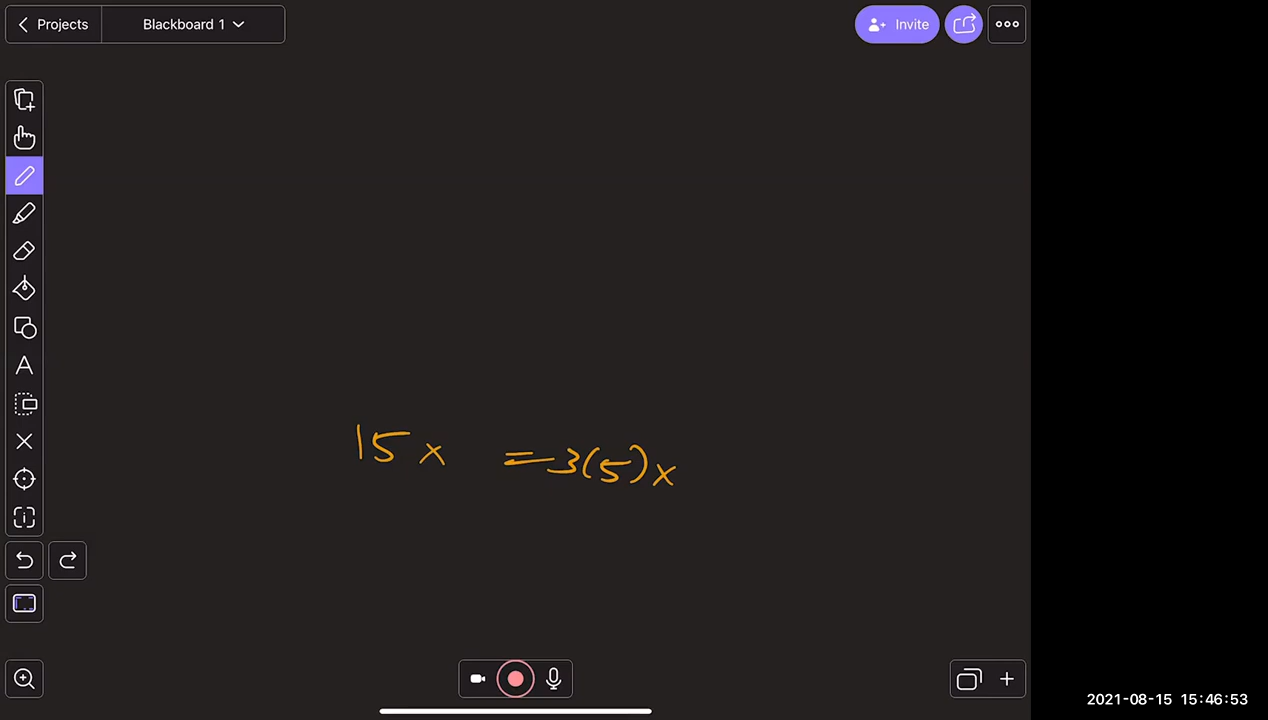 Projects
Blackboard 1
Invite
A
15x =3(5)x
2021-08-15 15:46:53